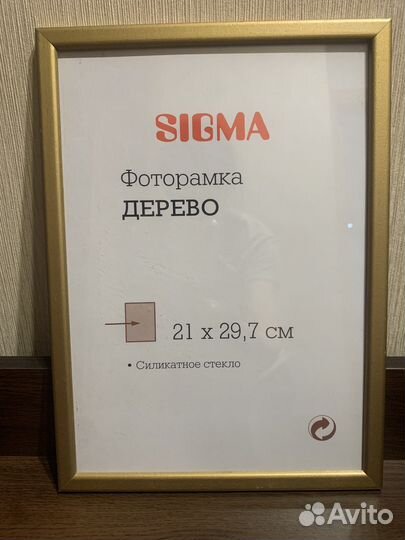 SIGMA
Фоторамка
ДЕРЕВО
21 x 29,7 см
• Силикатное стекло
Avito